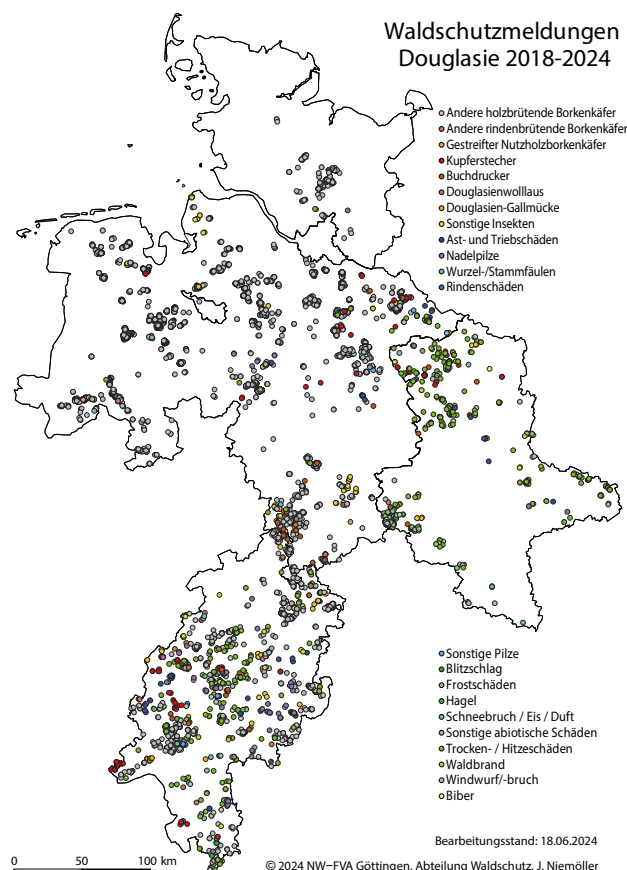 Waldschutzmeldungen
Douglasie 2018-2024
Andere holzbrütende Borkenkäfer
Andere rindenbrütende Borkenkäfer
Gestreifter Nutzholzborkenkäfer
Kupferstecher
Buchdrucker
Douglasienwolllaus
Douglasien-Gallmücke
Sonstige Insekten
Ast- und Triebschäden
Nadelpilze
Wurzel-/Stammfäulen
Rindenschäden
Sonstige Pilze
Blitzschlag
Frostschäden
Hagel
Schneebruch / Eis / Duft
Sonstige abiotische Schäden
Trocken- / Hitzeschäden
Waldbrand
Windwurf/-bruch
Biber
Bearbeitungsstand: 18.06.2024
0 50 100 km
© 2024 NW–FVA Göttingen, Abteilung Waldschutz, J. Niemöller